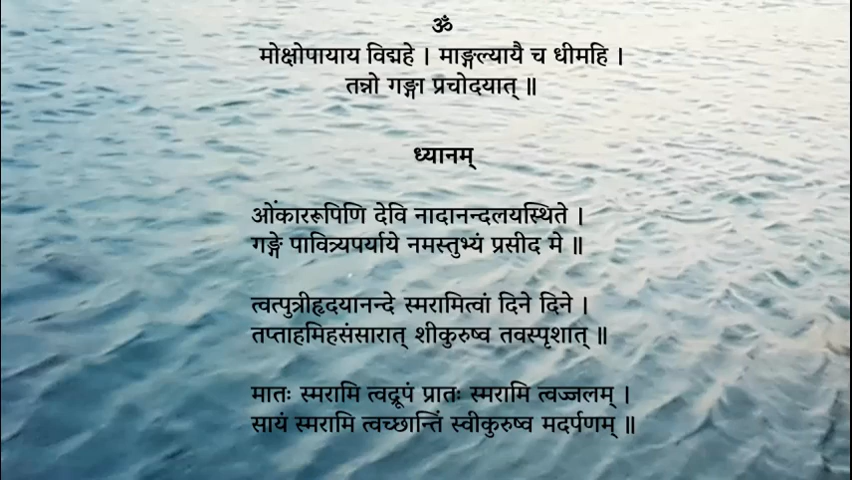 ॐ
मोक्षोपायाय विद्महे । माङ्गल्यायै च धीमहि ।
तन्नो गङ्गा प्रचोदयात् ॥
ध्यानम्
ओंकाररूपिणि देवि नादानन्दलयस्थिते ।
गङ्गे पावित्र्यपर्याये नमस्तुभ्यं प्रसीद मे ॥
त्वत्पुत्रीहृदयानन्दे स्मरामित्वां दिने दिने ।
तप्ताहमिहसंसारात् शीकुरुष्व तवस्पृशात् ॥
मातः स्मरामि त्वद्रूपं प्रातः स्मरामि त्वज्जलम् ।
सायं स्मरामि त्वच्छान्तिं स्वीकुरुष्व मदर्पणम् ॥